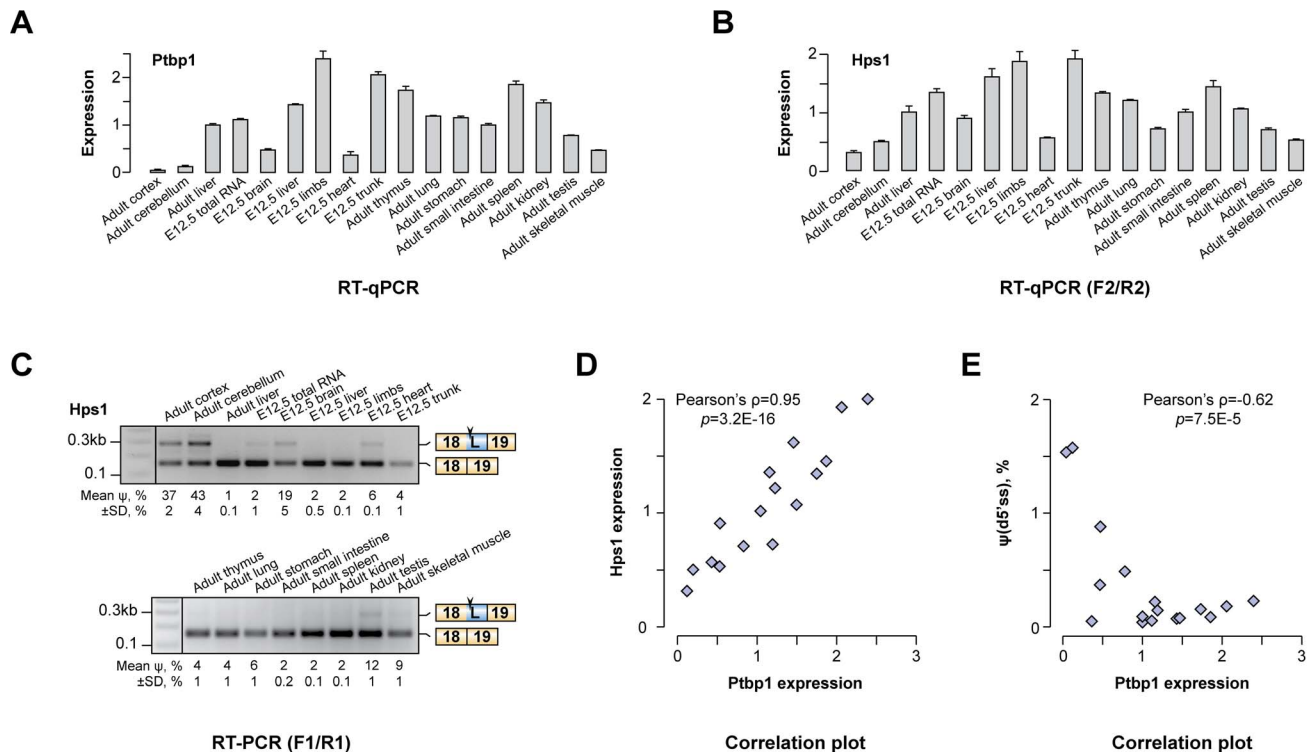 A
Ptbp1
Expression
2
1
0
Adult cortex
Adult cerebellum
Adult liver
E12.5 total RNA
E12.5 brain
E12.5 liver
E12.5 limbs
E12.5 heart
E12.5 trunk
Adult thymus
Adult lung
Adult stomach
Adult small intestine
Adult spleen
Adult kidney
Adult testis
Adult skeletal muscle
RT-qPCR
B
Hps1
Expression
2
1
0
Adult cortex
Adult cerebellum
Adult liver
E12.5 total RNA
E12.5 brain
E12.5 liver
E12.5 limbs
E12.5 heart
E12.5 trunk
Adult thymus
Adult lung
Adult stomach
Adult small intestine
Adult spleen
Adult kidney
Adult testis
Adult skeletal muscle
RT-qPCR (F2/R2)
C
Hps1
Adult cortex
Adult cerebellum
Adult liver
E12.5 total RNA
E12.5 brain
E12.5 liver
E12.5 limbs
E12.5 heart
E12.5 trunk
0.3kb
0.1
18 L 19
18 19
Mean ψ, % 37 43 1 2 19 2 2 6 4
±SD, % 2 4 0.1 1 5 0.5 0.1 0.1 1
Adult thymus
Adult lung
Adult stomach
Adult small intestine
Adult spleen
Adult kidney
Adult testis
Adult skeletal muscle
0.3kb
0.1
18 L 19
18 19
Mean ψ, % 4 4 6 2 2 2 12 9
±SD, % 1 1 1 0.2 0.1 0.1 1 1
RT-PCR (F1/R1)
D
Pearson's ρ=0.95
p=3.2E-16
Hps1 expression
2
1
0
0 1 2 3
Ptbp1 expression
Correlation plot
E
Pearson's ρ=-0.62
p=7.5E-5
ψ(d5'ss), %
2
1
0
0 1 2 3
Ptbp1 expression
Correlation plot